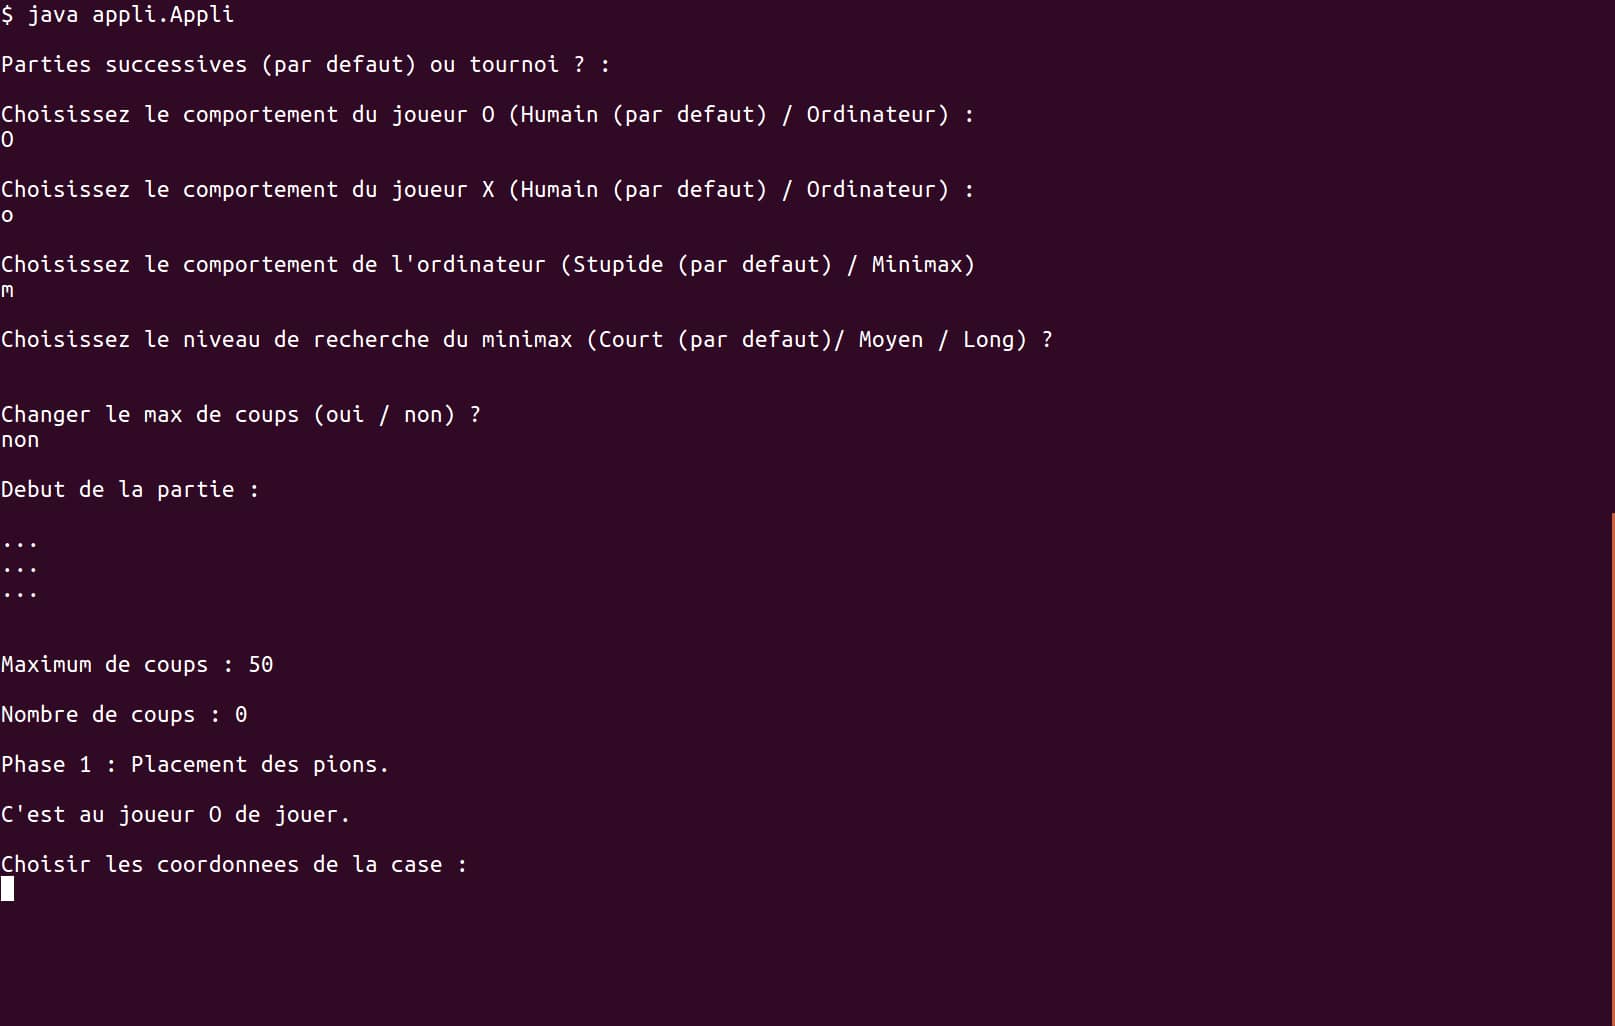 $ java appli.Appli
Parties successives (par defaut) ou tournoi ? :
Choisissez le comportement du joueur O (Humain (par defaut) / Ordinateur) :
O
Choisissez le comportement du joueur X (Humain (par defaut) / Ordinateur) :
o
Choisissez le comportement de l'ordinateur (Stupide (par defaut) / Minimax)
m
Choisissez le niveau de recherche du minimax (Court (par defaut)/ Moyen / Long) ?
Changer le max de coups (oui / non) ?
non
Debut de la partie :
...
...
...
Maximum de coups : 50
Nombre de coups : 0
Phase 1 : Placement des pions.
C'est au joueur O de jouer.
Choisir les coordonnees de la case :